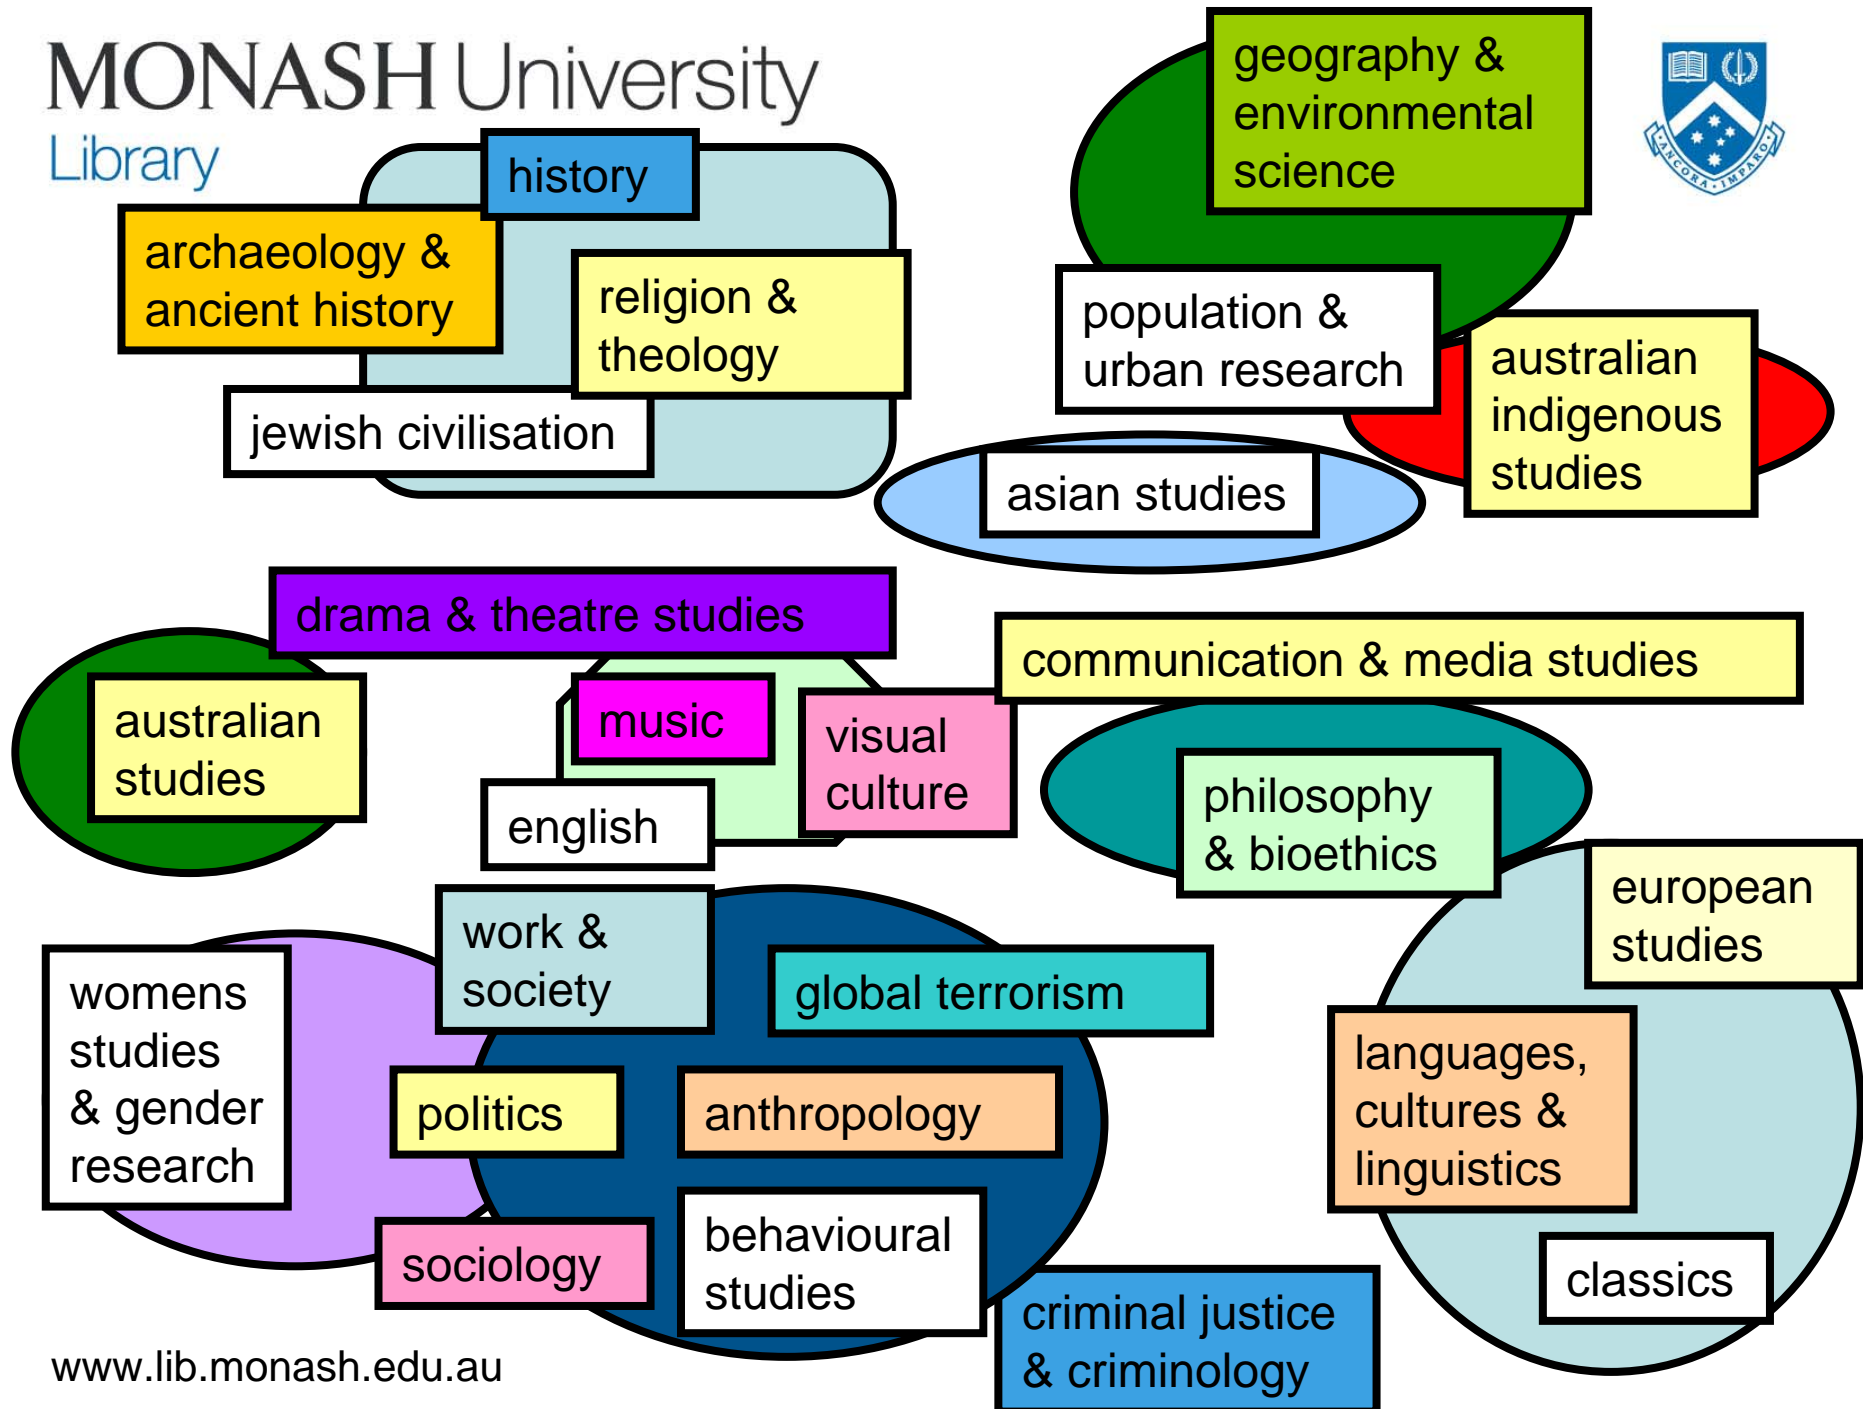 MONASH University
Library
geography &
environmental
science
ANCORA IMPARO
history
archaeology &
ancient history
religion &
theology
jewish civilisation
population &
urban research
australian
indigenous
studies
asian studies
drama & theatre studies
communication & media studies
australian
studies
music
visual
culture
english
philosophy
& bioethics
european
studies
work &
society
global terrorism
womens
studies
& gender
research
politics
anthropology
languages,
cultures &
linguistics
sociology
behavioural
studies
classics
criminal justice
& criminology
www.lib.monash.edu.au